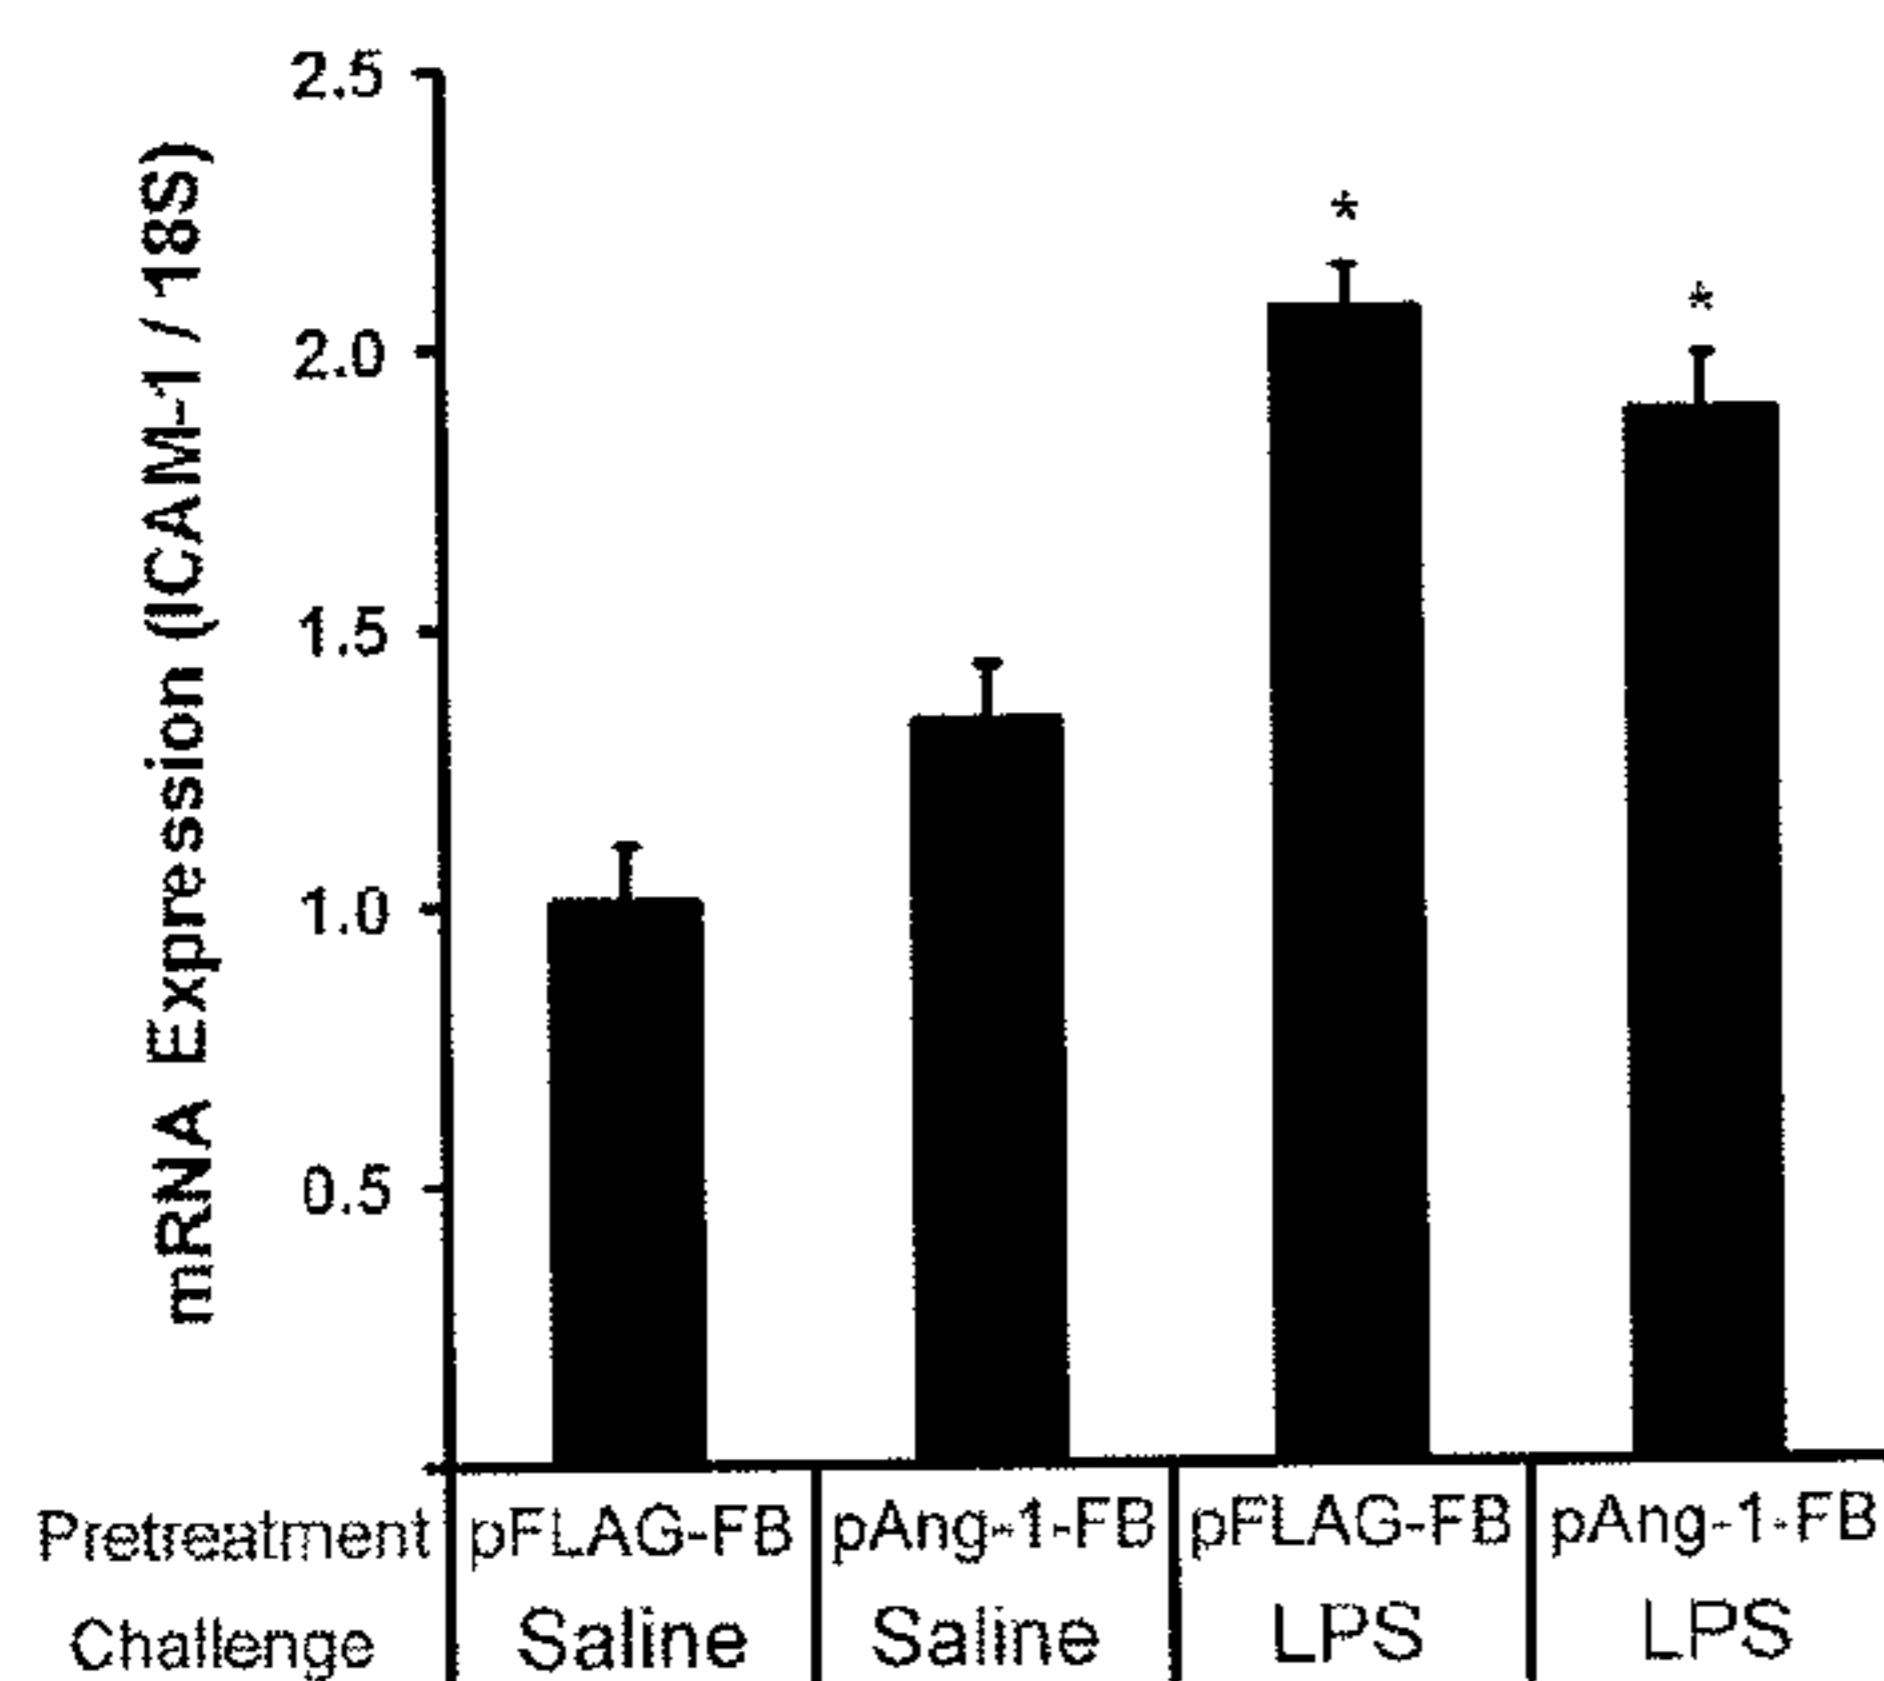 mRNA Expression (ICAM-1 / 18S)
2.5
2.0
1.5
1.0
0.5
*
*
Pretreatment pFLAG-FB pAng-1-FB pFLAG-FB pAng-1-FB
Challenge Saline Saline LPS LPS